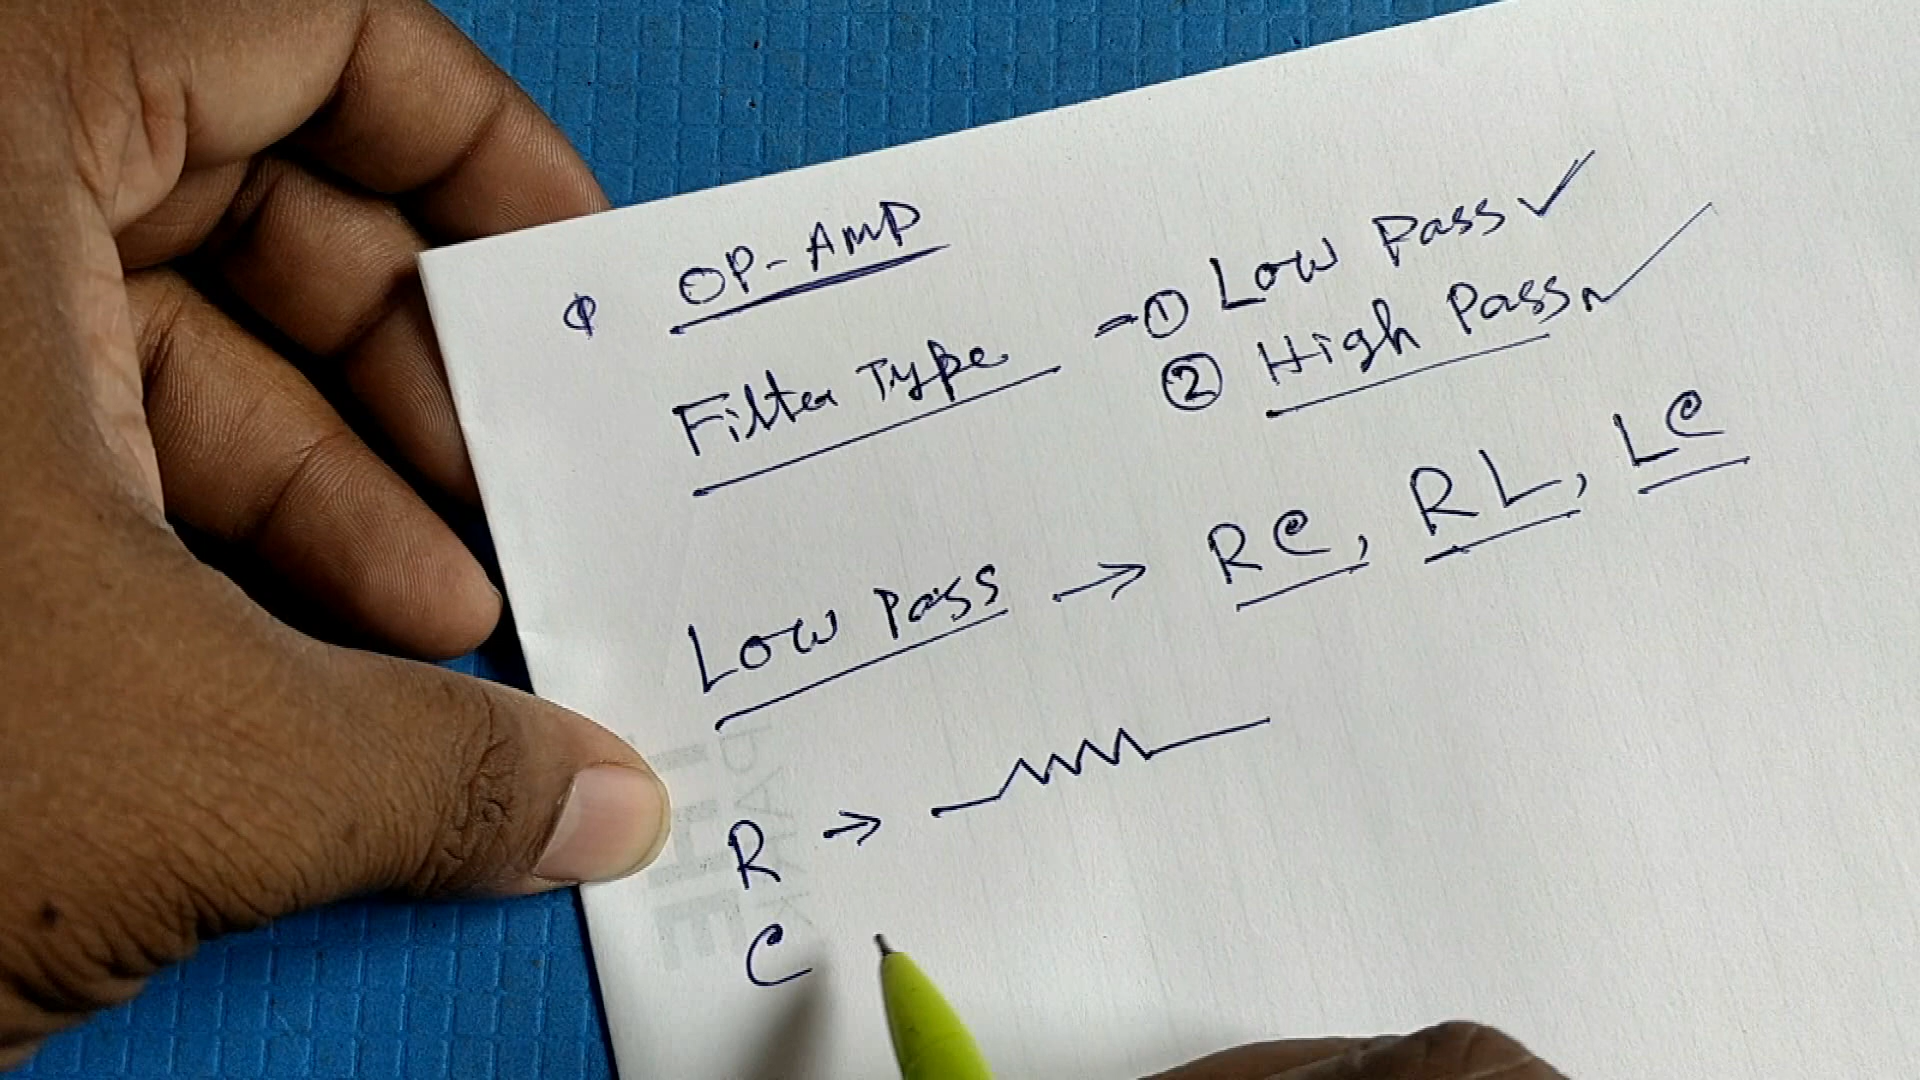 OP-AMP
Filter Type - ① Low Pass ✓
② High Pass ✓
Low Pass → RC, RL, LC
R →
C